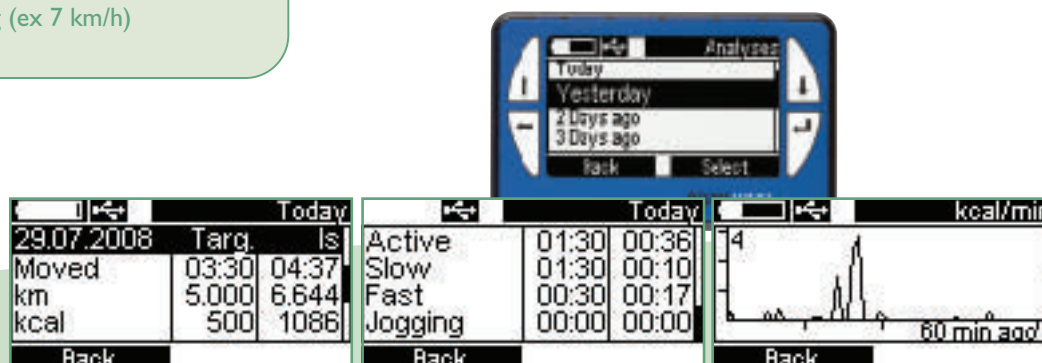 (ex 7 km/h)
Analyses
Today
Yesterday
2 Days ago
3 Days ago
Back Select
Today
29.07.2008 Targ. Is
Moved 03:30 04:37
km 5.000 6.644
kcal 500 1086
Back
Today
Active 01:30 00:36
Slow 01:30 00:10
Fast 00:30 00:17
Jogging 00:00 00:00
Back
kcal/min
4
60 min ago
Back